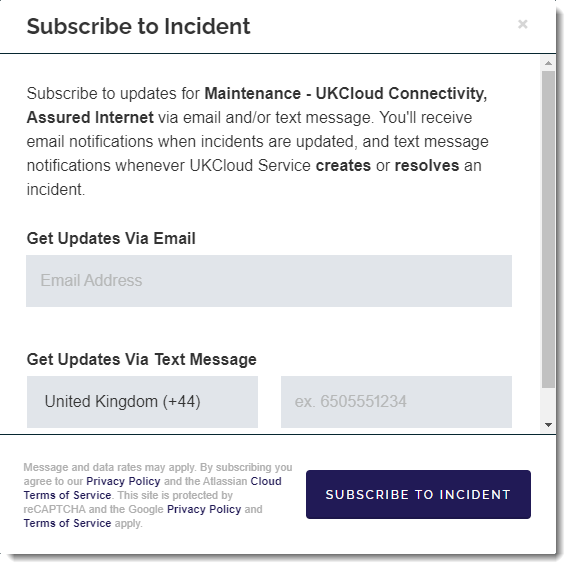 Subscribe to Incident ×
Subscribe to updates for Maintenance - UKCloud Connectivity,
Assured Internet via email and/or text message. You'll receive
email notifications when incidents are updated, and text message
notifications whenever UKCloud Service creates or resolves an
incident.
Get Updates Via Email
Email Address
Get Updates Via Text Message
United Kingdom (+44) ex. 6505551234
Message and data rates may apply. By subscribing you
agree to our Privacy Policy and the Atlassian Cloud
Terms of Service. This site is protected by
reCAPTCHA and the Google Privacy Policy and
Terms of Service apply.
SUBSCRIBE TO INCIDENT